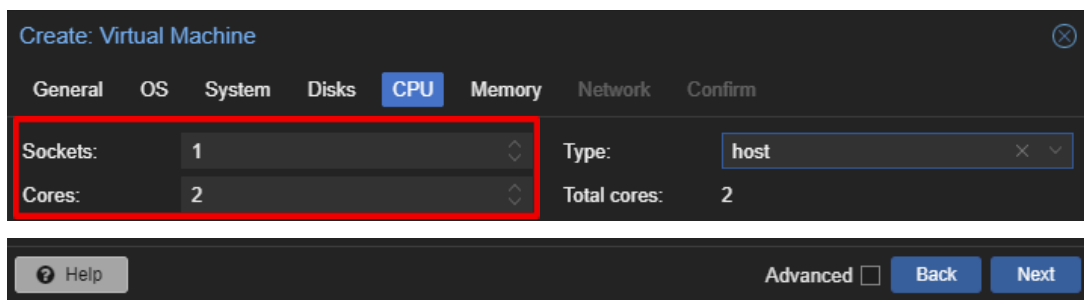 Create: Virtual Machine
General OS System Disks CPU Memory Network Confirm
Sockets: 1 Type: host
Cores: 2 Total cores: 2
Help Advanced Back Next